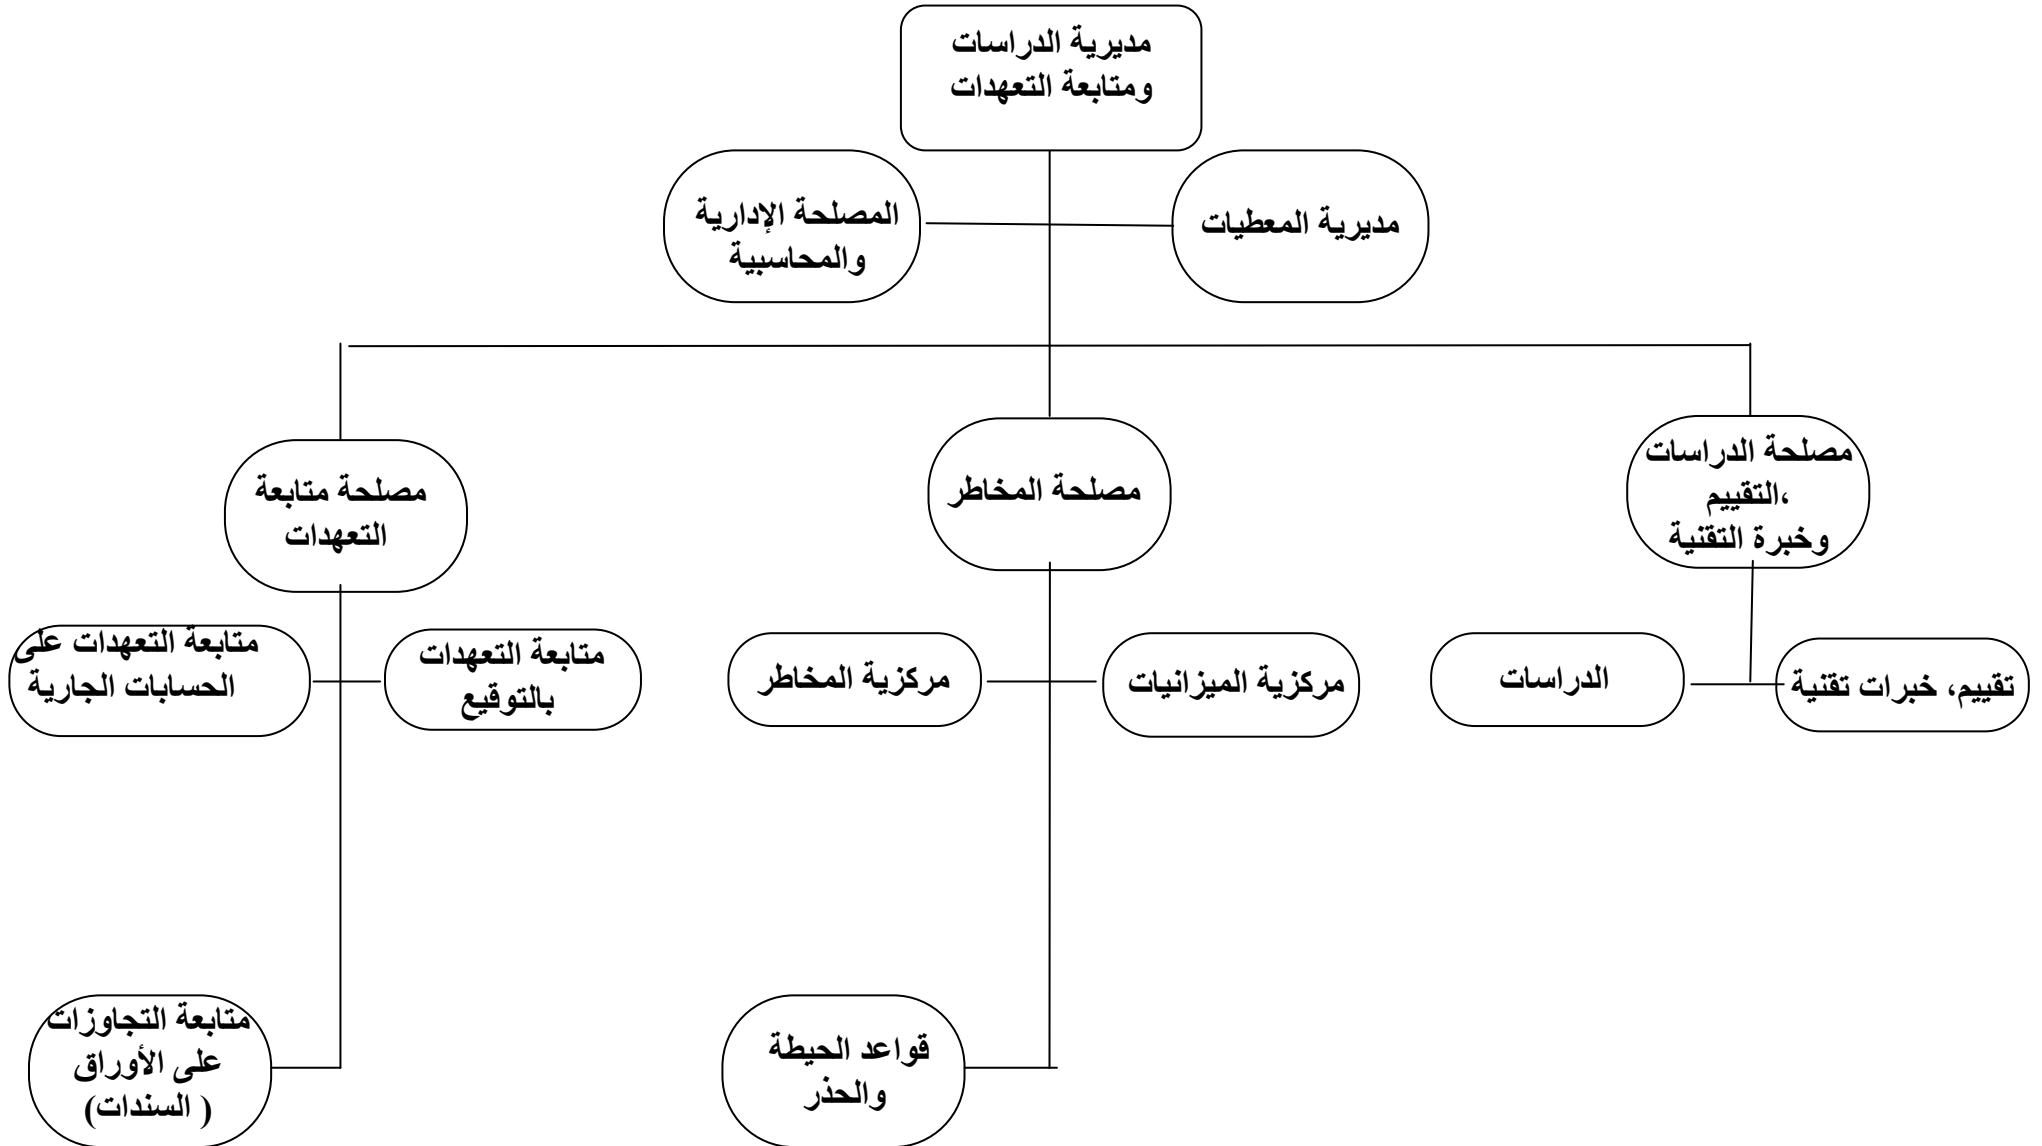 مديرية الدراسات
ومتابعة التعهدات
مديرية المعطيات
المصلحة الإدارية
والمحاسبية
مصلحة الدراسات
،التقييم
وخبرة التقنية
مصلحة المخاطر
مصلحة متابعة
التعهدات
تقييم، خبرات تقنية
الدراسات
مركزية الميزانيات
مركزية المخاطر
متابعة التعهدات
بالتوقيع
متابعة التعهدات على
الحسابات الجارية
قواعد الحيطة
والحذر
متابعة التجاوزات
على الأوراق
( السندات)